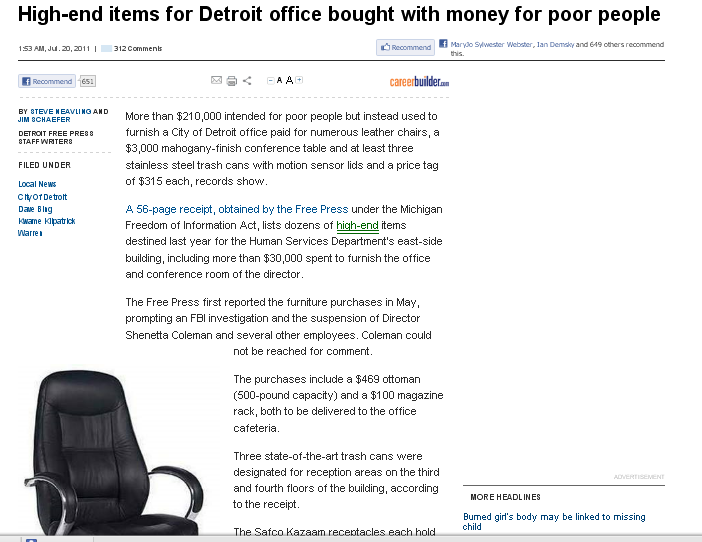 High-end items for Detroit office bought with money for poor people
1:53 AM, Jul. 20, 2011 | 312 Comments
Recommend
MaryJo Sylwester Webster, Ian Demsky and 649 others recommend
this.
Recommend 651
A A
careerbuilder.com
BY STEVE NEAVLING AND
JIM SCHAEFER
DETROIT FREE PRESS
STAFF WRITERS
FILED UNDER
Local News
City Of Detroit
Dave Bing
Kwame Kilpatrick
Warren
More than $210,000 intended for poor people but instead used to
furnish a City of Detroit office paid for numerous leather chairs, a
$3,000 mahogany-finish conference table and at least three
stainless steel trash cans with motion sensor lids and a price tag
of $315 each, records show.
A 56-page receipt, obtained by the Free Press under the Michigan
Freedom of Information Act, lists dozens of high-end items
destined last year for the Human Services Department's east-side
building, including more than $30,000 spent to furnish the office
and conference room of the director.
The Free Press first reported the furniture purchases in May,
prompting an FBI investigation and the suspension of Director
Shenetta Coleman and several other employees. Coleman could
not be reached for comment.
The purchases include a $469 ottoman
(500-pound capacity) and a $100 magazine
rack, both to be delivered to the office
cafeteria.
Three state-of-the-art trash cans were
designated for reception areas on the third
and fourth floors of the building, according
to the receipt.
The Safco Kazaam receptacles each hold
ADVERTISEMENT
MORE HEADLINES
Burned girl's body may be linked to missing
child